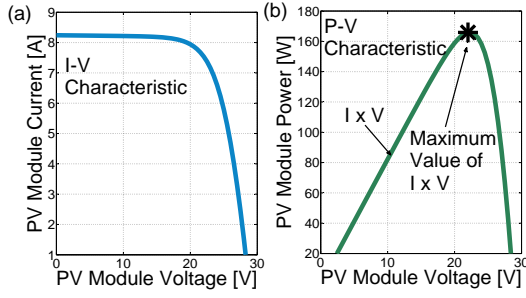 (a)
PV Module Current [A]
9
8
7
6
5
4
3
2
1
I-V
Characteristic
0
10
20
30
PV Module Voltage [V]
(b)
PV Module Power [W]
180
160
140
120
100
80
60
40
20
P-V
Characteristic
I x V
Maximum
Value of
I x V
0
10
20
30
PV Module Voltage [V]